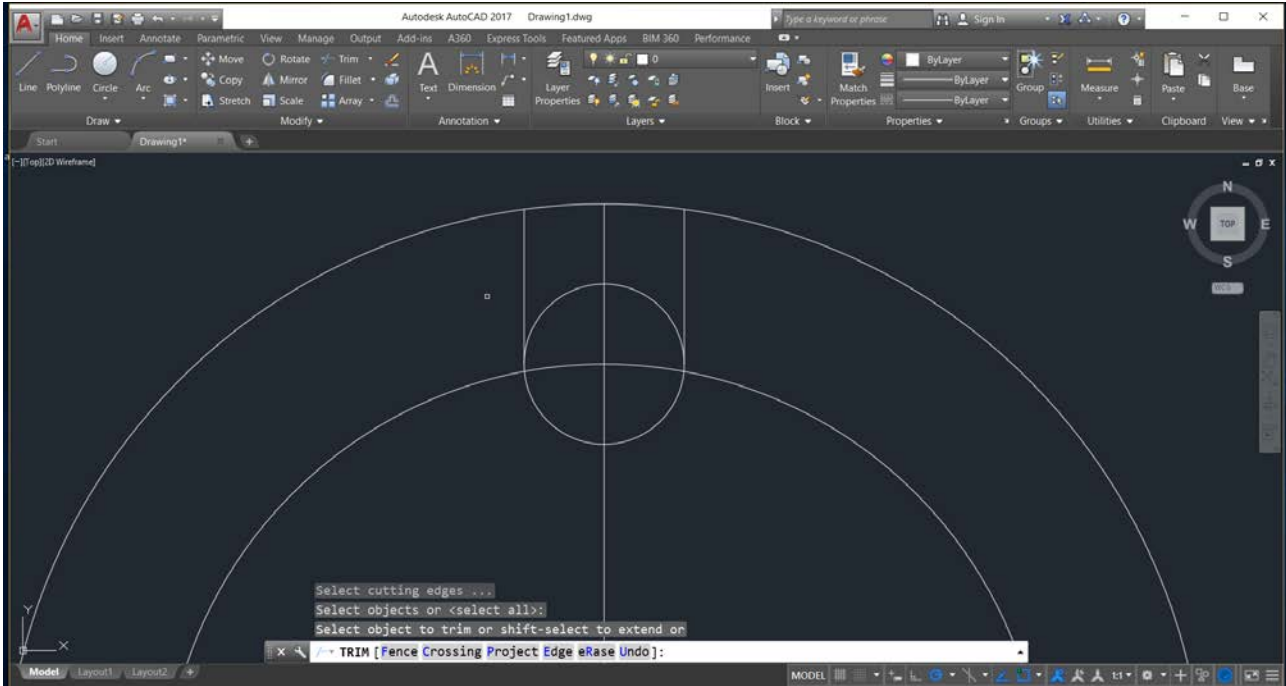 Autodesk AutoCAD 2017 Drawing1.dwg Type a keyword or phrase Sign In
Home Insert Annotate Parametric View Manage Output Add-ins A360 Express Tools Featured Apps BIM 360 Performance
Move Rotate Trim 0 ByLayer
Line Polyline Circle Arc Copy Mirror Fillet Text Dimension Layer Properties Insert Match Properties ByLayer Group Measure Paste Base
Stretch Scale Array ByLayer
Draw Modify Annotation Layers Block Properties Groups Utilities Clipboard View
Start Drawing1*
[−][Top][2D Wireframe]
N
W TOP E
S
WCS
Select cutting edges ...
Select objects or <select all>:
Select object to trim or shift-select to extend or
Y
X
TRIM [Fence Crossing Project Edge eRase Undo]:
Model Layout1 Layout2 + MODEL 1:1